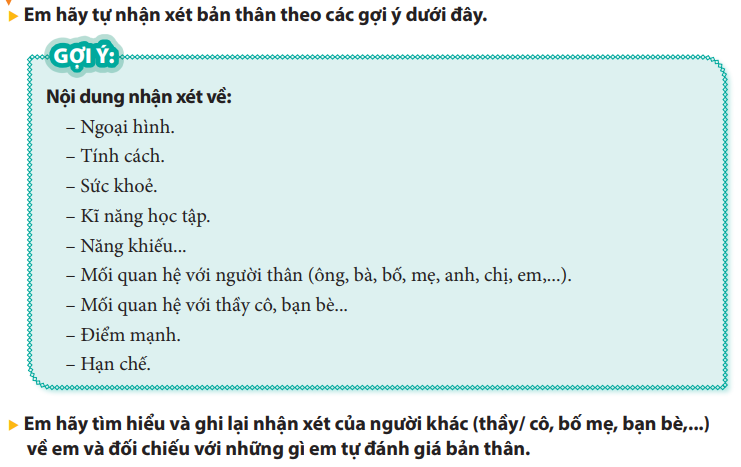 Em hãy tự nhận xét bản thân theo các gợi ý dưới đây.
GỢI Ý:
Nội dung nhận xét về:
– Ngoại hình.
– Tính cách.
– Sức khoẻ.
– Kĩ năng học tập.
– Năng khiếu...
– Mối quan hệ với người thân (ông, bà, bố, mẹ, anh, chị, em,...).
– Mối quan hệ với thầy cô, bạn bè...
– Điểm mạnh.
– Hạn chế.
Em hãy tìm hiểu và ghi lại nhận xét của người khác (thầy/ cô, bố mẹ, bạn bè,...)
về em và đối chiếu với những gì em tự đánh giá bản thân.